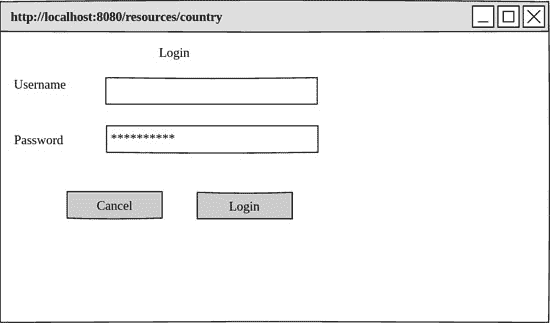 http://localhost:8080/resources/country
Login
Username
Password
**********
Cancel
Login